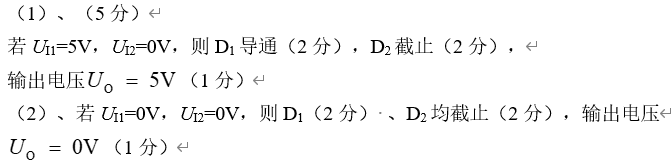 （1）、（5 分）↵
若 UI1=5V，UI2=0V，则 D1 导通（2 分），D2 截止（2 分），↵
输出电压 UO = 5V （1 分）↵
（2）、若 UI1=0V，UI2=0V，则 D1（2 分）、D2 均截止（2 分），输出电压↵
UO = 0V （1 分）↵